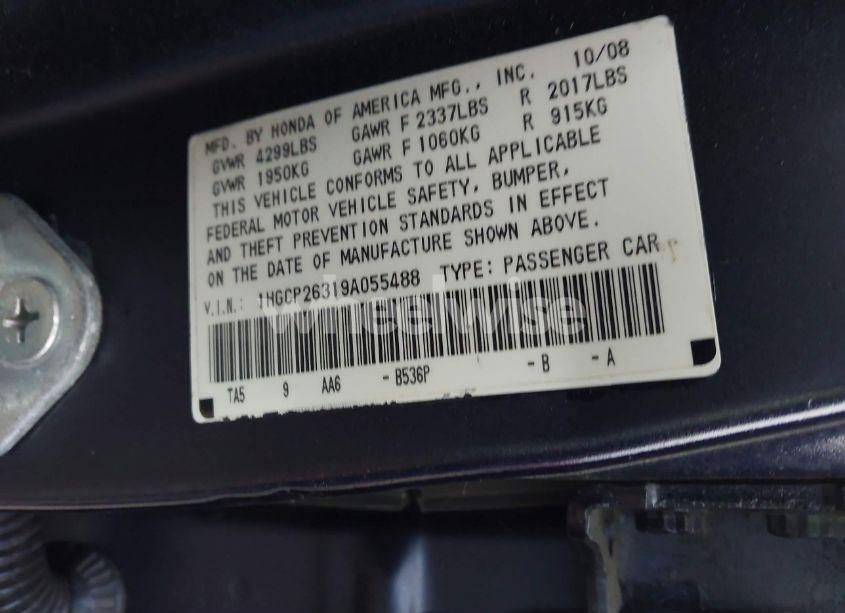 MFD. BY HONDA OF AMERICA MFG., INC. 10/08
GVWR 4299LBS GAWR F 2337LBS R 2017LBS
GVWR 1950KG GAWR F 1060KG R 915KG
THIS VEHICLE CONFORMS TO ALL APPLICABLE
FEDERAL MOTOR VEHICLE SAFETY, BUMPER,
AND THEFT PREVENTION STANDARDS IN EFFECT
ON THE DATE OF MANUFACTURE SHOWN ABOVE.
V.I.N.: 1HGCP26319A055488 TYPE: PASSENGER CAR
wheelwise
TA5 9 AA6 -B536P -B -A